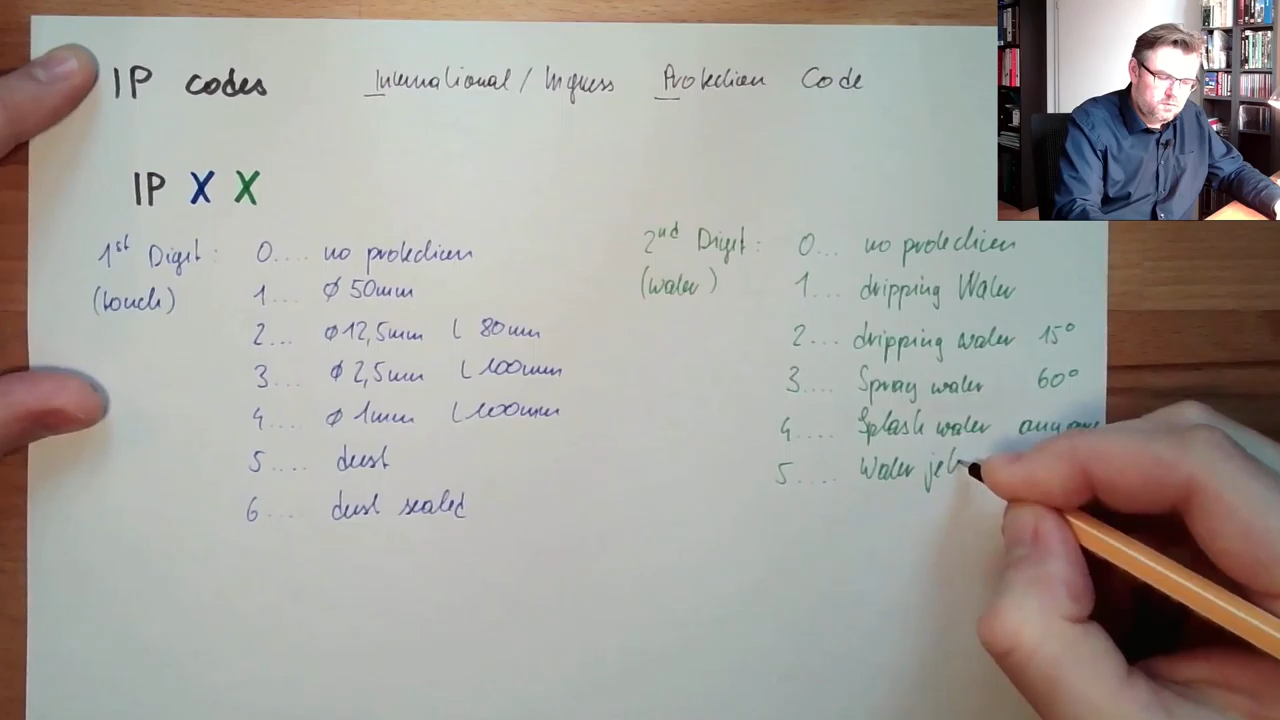 IP codes International / Ingress Protection Code
IP X X
1st Digit: 0.... no protection
(touch) 1... ø 50mm
2... ø 12,5mm L 80mm
3... ø 2,5mm L 100mm
4.... ø 1mm L 100mm
5.... dust
6.... dust sealed
2nd Digit: 0... no protection
(water) 1... dripping Water
2... dripping water 15°
3.... Spray water 60°
4.... Splash water
5.... Water jet